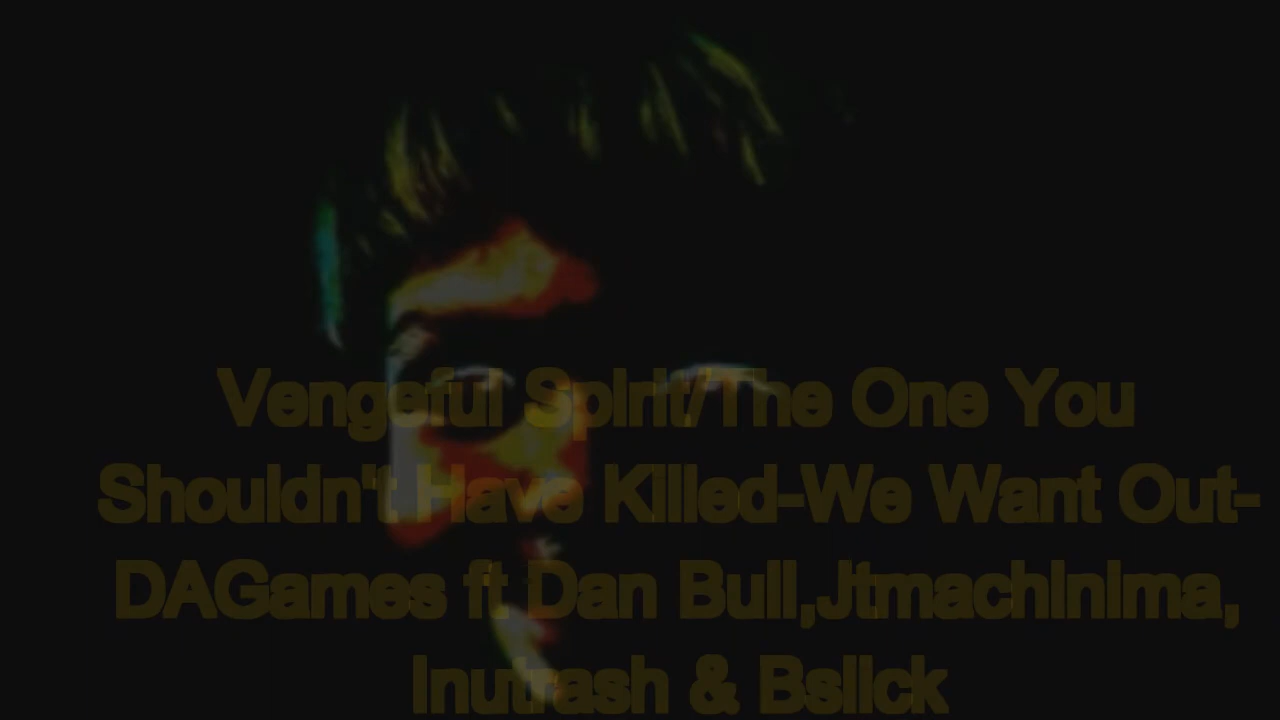 Vengeful Spirit/The One You
Shouldn't Have Killed-We Want Out-
DAGames ft Dan Bull,Jtmachinima,
Inutrash & Bslick